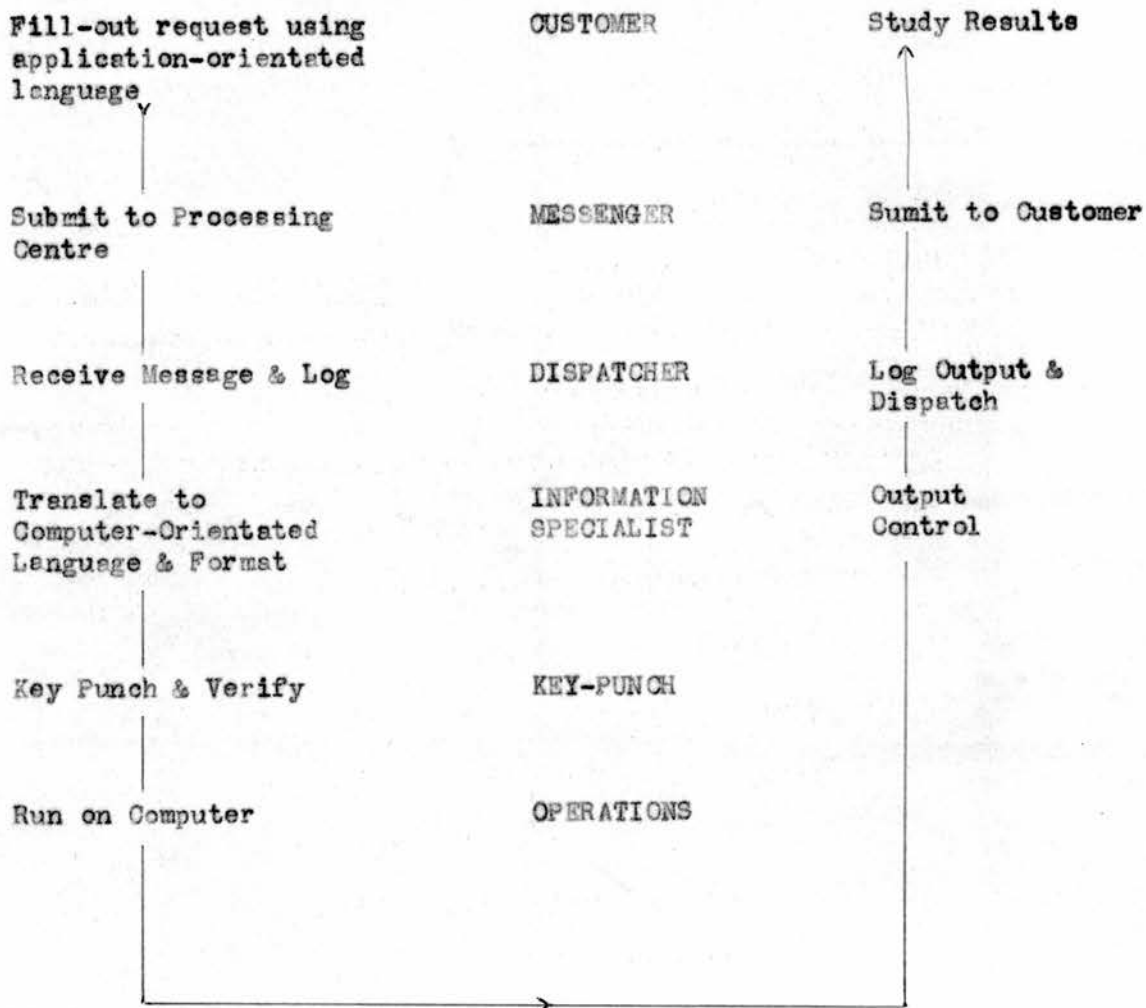 Fill-out request using
application-orientated
language
CUSTOMER
Study Results
Submit to Processing
Centre
MESSENGER
Sumit to Customer
Receive Message & Log
DISPATCHER
Log Output &
Dispatch
Translate to
Computer-Orientated
Language & Format
INFORMATION
SPECIALIST
Output
Control
Key Punch & Verify
KEY-PUNCH
Run on Computer
OPERATIONS